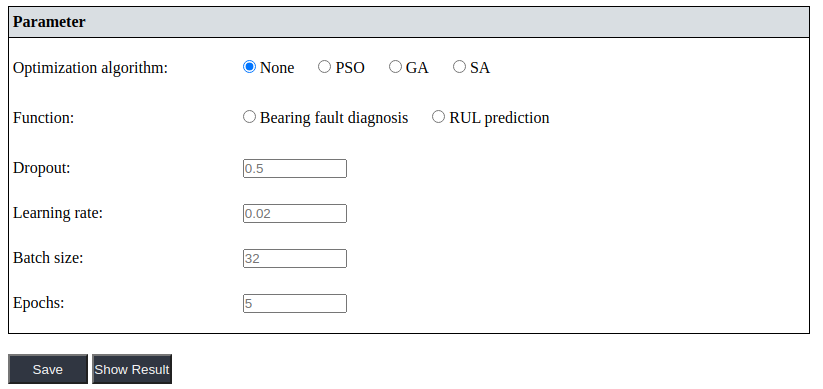 Parameter
Optimization algorithm: None PSO GA SA
Function: Bearing fault diagnosis RUL prediction
Dropout: 0.5
Learning rate: 0.02
Batch size: 32
Epochs: 5
Save Show Result